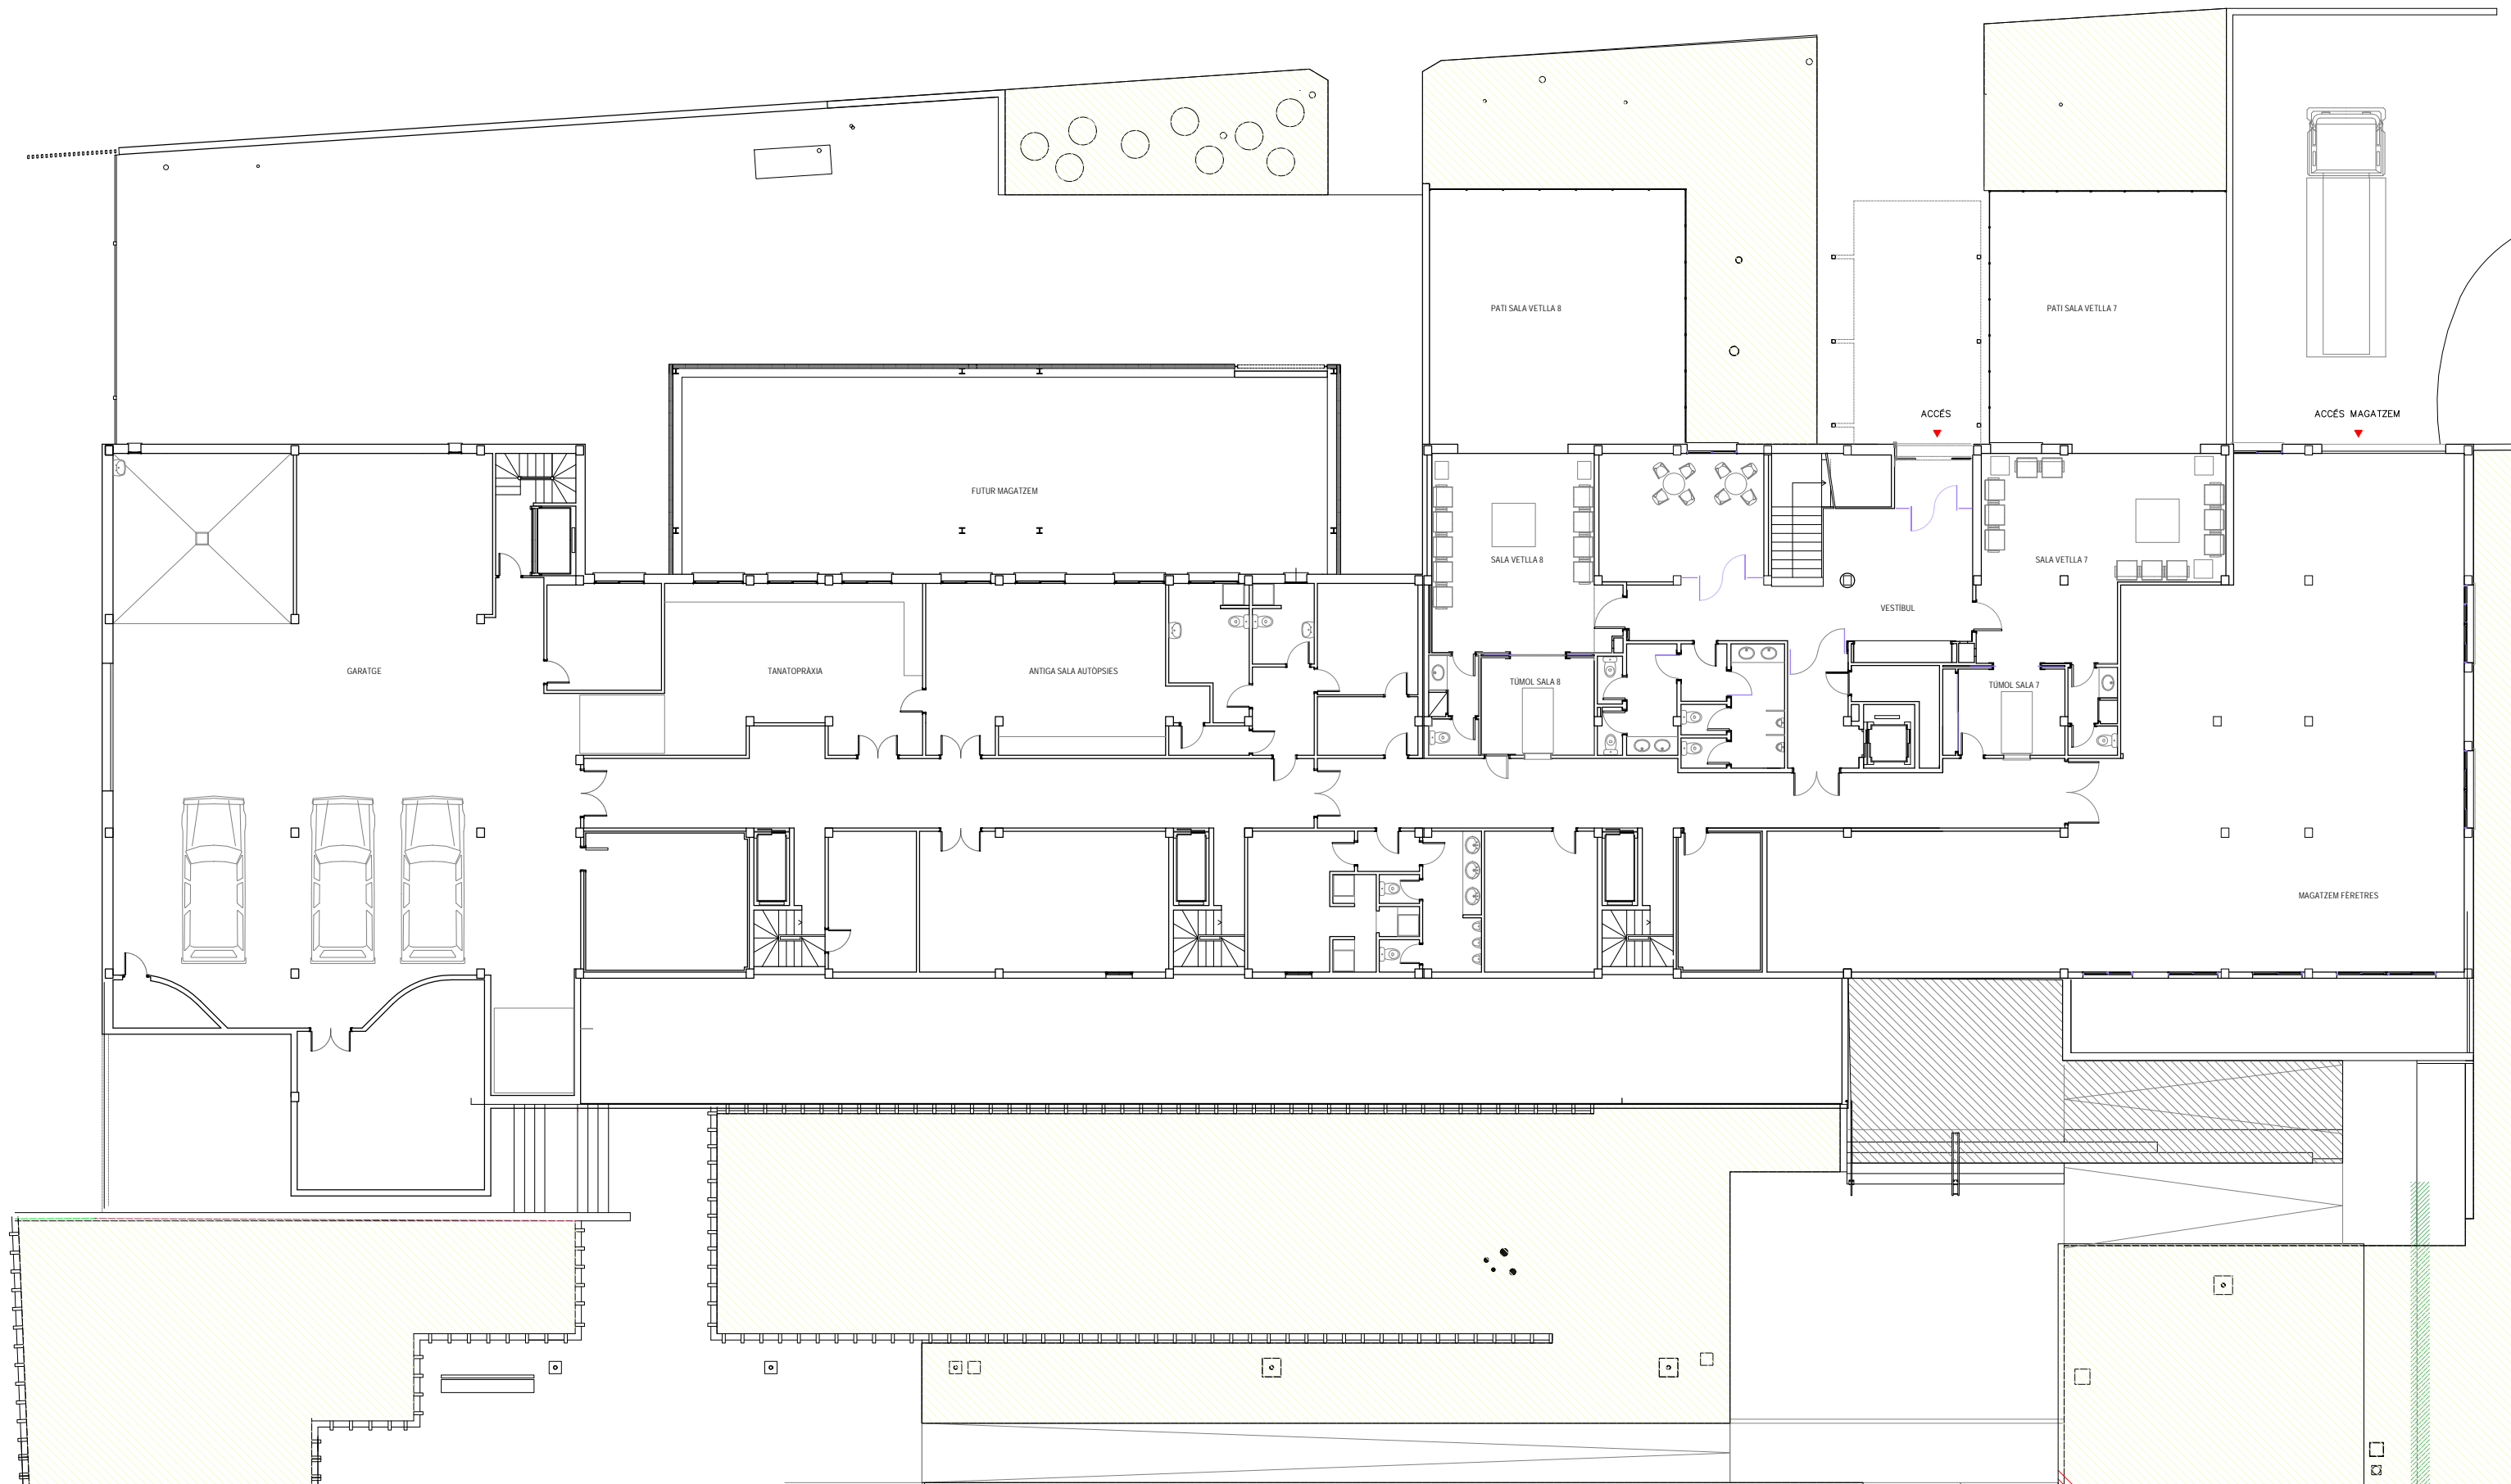 PATI SALA VETLLA 8
PATI SALA VETLLA 7
ACCÉS
ACCÉS MAGATZEM
FUTUR MAGATZEM
SALA VETLLA 8
SALA VETLLA 7
VESTÍBUL
GARATGE
TANATOPRÀXIA
ANTIGA SALA AUTÒPSIES
TÚMOL SALA 8
TÚMOL SALA 7
MAGATZEM FÈRETRES